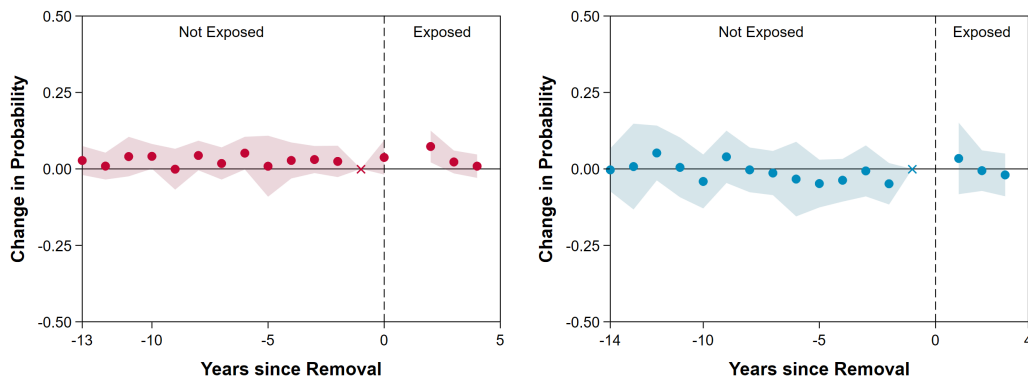 Not Exposed
Exposed
0.50
0.25
0.00
-0.25
-0.50
Change in Probability
-13
-10
-5
0
5
Years since Removal
Not Exposed
Exposed
0.50
0.25
0.00
-0.25
-0.50
Change in Probability
-14
-10
-5
0
4
Years since Removal